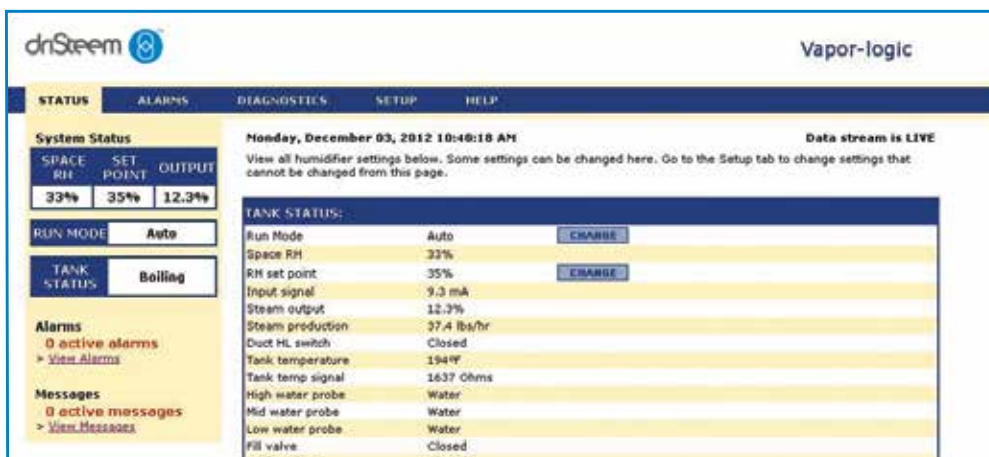 driSteem
Vapor-logic
STATUS ALARMS DIAGNOSTICS SETUP HELP
System Status
SPACE RH SET POINT OUTPUT
33% 35% 12.3%
RUN MODE Auto
TANK STATUS Boiling
Alarms
0 active alarms
> View Alarms
Messages
0 active messages
> View Messages
Monday, December 03, 2012 10:40:18 AM Data stream is LIVE
View all humidifier settings below. Some settings can be changed here. Go to the Setup tab to change settings that
cannot be changed from this page.
TANK STATUS:
Run Mode Auto CHANGE
Space RH 33%
RH set point 35% CHANGE
Input signal 9.3 mA
Steam output 12.3%
Steam production 37.4 lbs/hr
Duct HL switch Closed
Tank temperature 194°F
Tank temp signal 1637 Ohms
High water probe Water
Mid water probe Water
Low water probe Water
Fill valve Closed